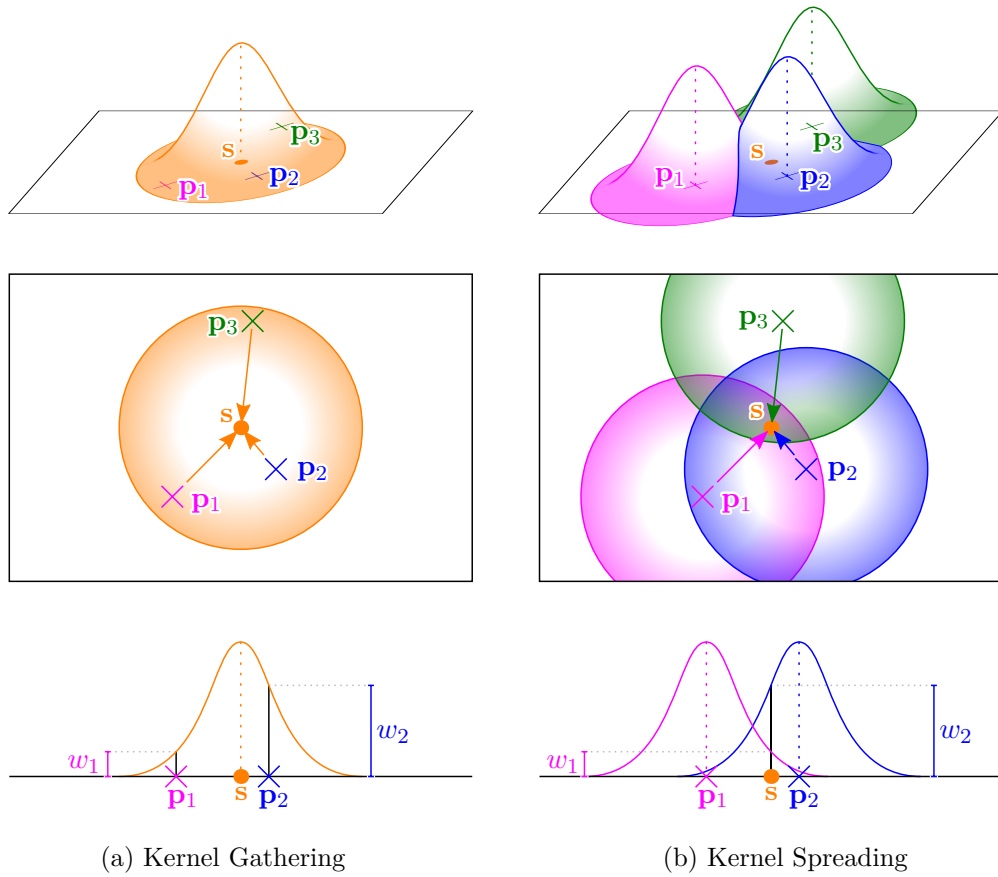 p3
s
p1
p2
p1
s
p2
p3
p3
s
p2
p1
p3
s
p2
p1
w1
w2
p1
s
p2
w1
w2
p1
s
p2
(a) Kernel Gathering
(b) Kernel Spreading